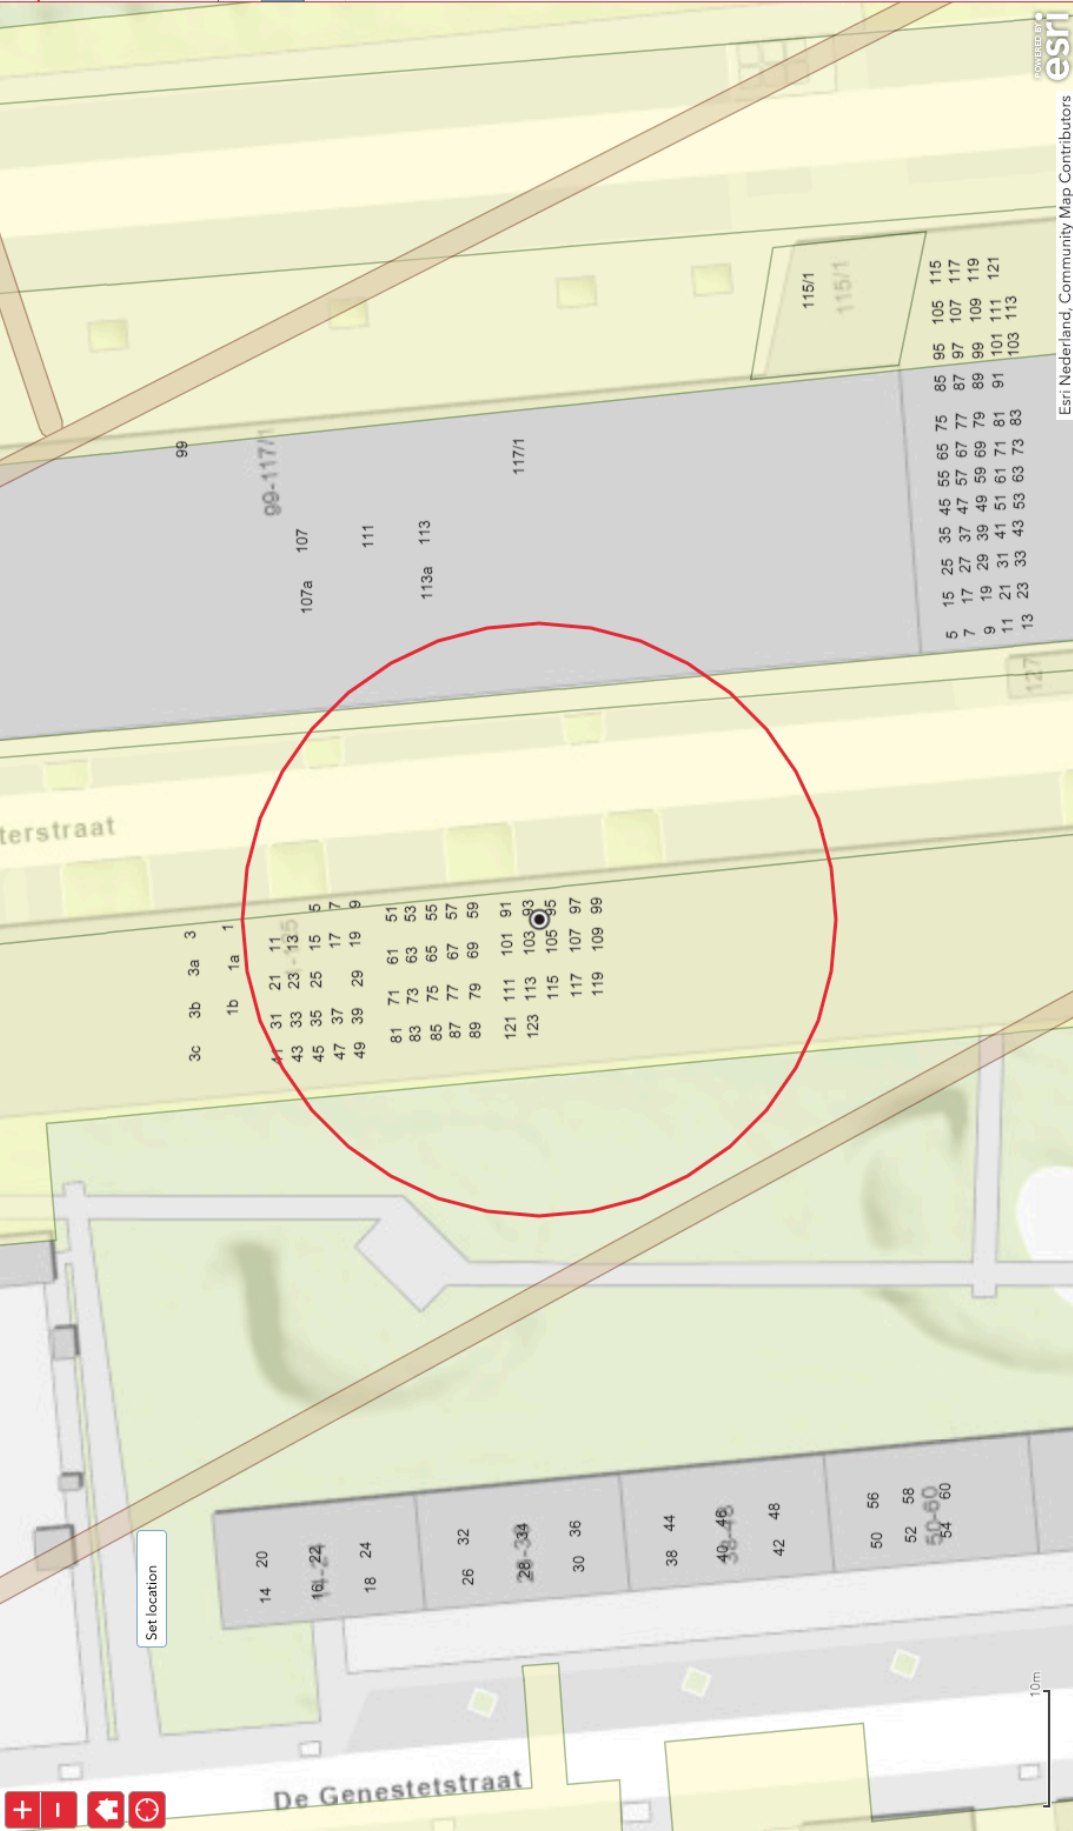 Set location
terstraat
De Genestetstraat
14 20
16 22
18 24
26 32
28 34
30 36
38 44
40 46
42 48
50 56
52 58
50-60
54 60
3c 3b 3a 3
1b 1a 1
41 31 21 11
43 33 23 13
45 35 25 15 5
47 37 17 7
49 39 29 19 9
81 71 61 51
83 73 63 53
85 75 65 55
87 77 67 57
89 79 69 59
121 111 101 91
123 113 103 93
115 105 95
117 107 97
119 109 99
99
99-117/1
107a 107
111
113a 113
117/1
115/1
115/1
5 15 25 35 45 55 65 75 85 95 105 115
7 17 27 37 47 57 67 77 87 97 107 117
9 19 29 39 49 59 69 79 89 99 109 119
11 21 31 41 51 61 71 81 91 101 111 121
13 23 33 43 53 63 73 83 103 113
127
10m
POWERED BY
esri
Esri Nederland, Community Map Contributors